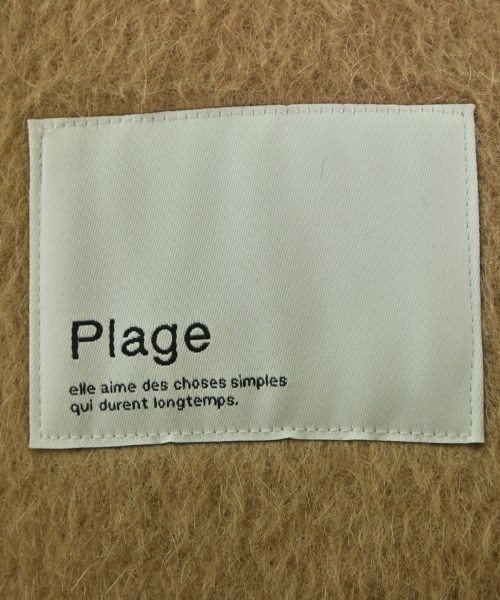 Plage
elle aime des choses simples
qui durent longtemps.